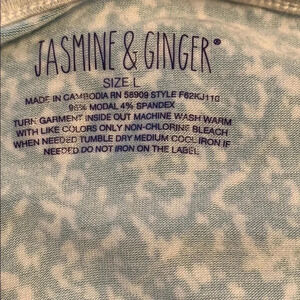 JASMINE & GINGER®
SIZE L
MADE IN CAMBODIA RN 58909 STYLE F62KJ110
96% MODAL 4% SPANDEX
TURN GARMENT INSIDE OUT MACHINE WASH WARM
WITH LIKE COLORS ONLY NON-CHLORINE BLEACH
WHEN NEEDED TUMBLE DRY MEDIUM COOL IRON IF
NEEDED DO NOT IRON ON THE LABEL